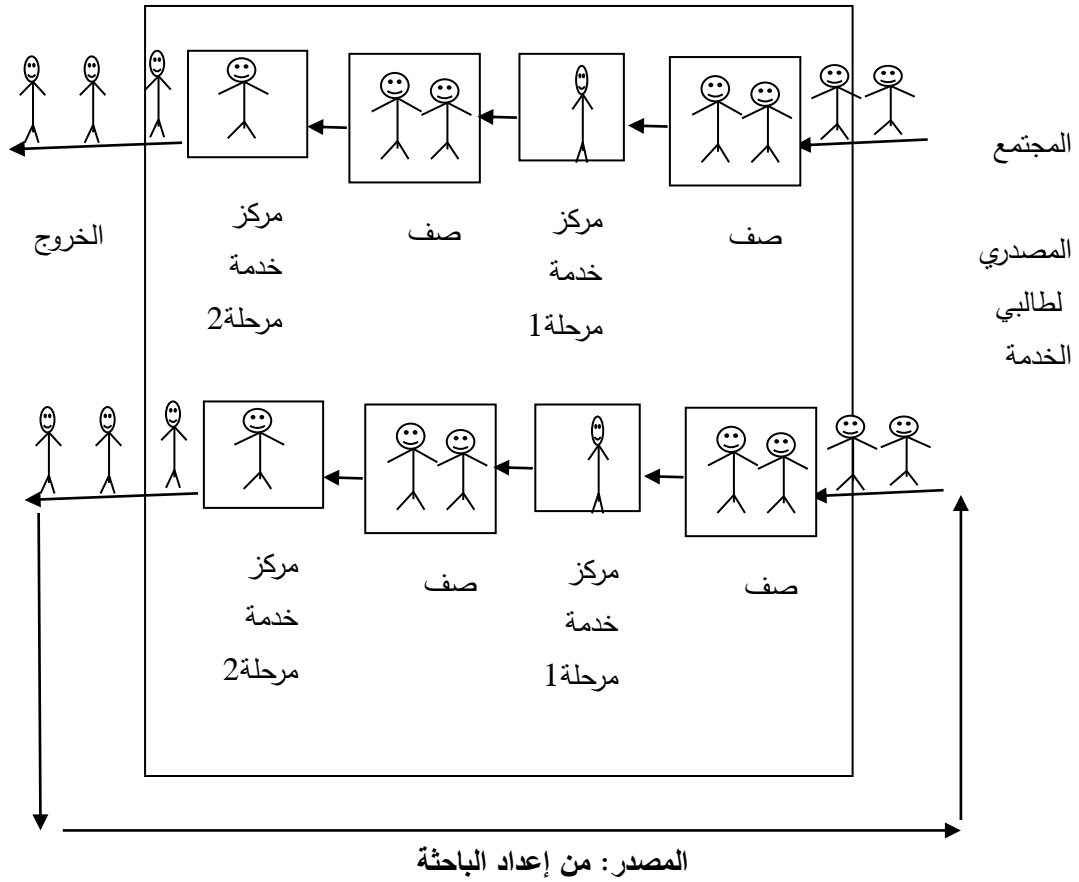 المجتمع
المصدري
لطالبي
الخدمة
صف
مركز
خدمة
مرحلة1
صف
مركز
خدمة
مرحلة2
الخروج
صف
مركز
خدمة
مرحلة1
صف
مركز
خدمة
مرحلة2
المصدر: من إعداد الباحثة